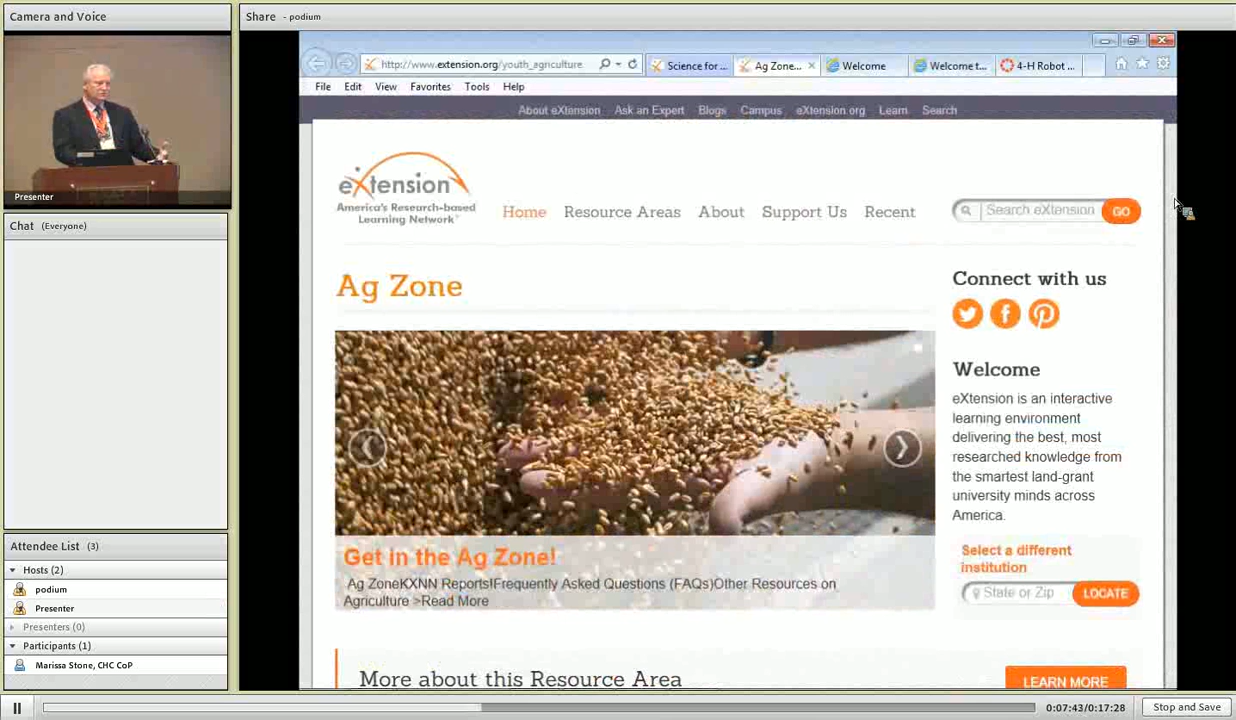 Camera and Voice
Presenter
Chat (Everyone)
Attendee List (3)
Hosts (2)
podium
Presenter
Presenters (0)
Participants (1)
Marissa Stone, CHC CoP
Share - podium
http://www.extension.org/youth_agriculture
Science for ...
Ag Zone...
Welcome
Welcome t...
4-H Robot ...
File Edit View Favorites Tools Help
About eXtension Ask an Expert Blogs Campus eXtension.org Learn Search
eXtension
America's Research-based
Learning Network
Home Resource Areas About Support Us Recent
Search eXtension GO
Ag Zone
Get in the Ag Zone!
Ag ZoneKXNN Reports!Frequently Asked Questions (FAQs)Other Resources on
Agriculture >Read More
More about this Resource Area
LEARN MORE
Connect with us
Welcome
eXtension is an interactive
learning environment
delivering the best, most
researched knowledge from
the smartest land-grant
university minds across
America.
Select a different
institution
State or Zip LOCATE
0:07:43/0:17:28
Stop and Save